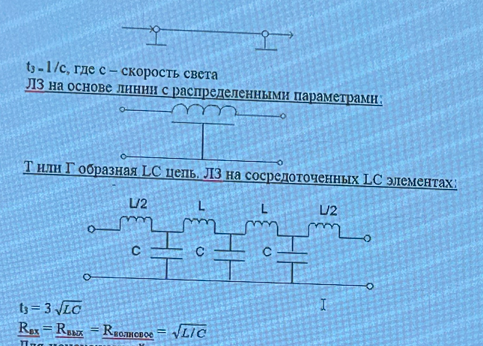 tз = l/c, где с – скорость света
ЛЗ на основе линии с распределенными параметрами:
Т или Г образная LC цепь. ЛЗ на сосредоточенных LC элементах:
L/2 L L L/2
C C C
tз = 3 √LC
Rвх = Rвых = Rволновое = √L/C